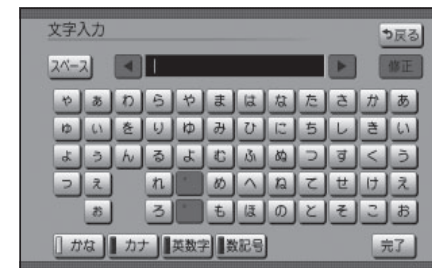 文字入力 戻る
スペース 修正
ゃ ぁ わ ら や ま は な た さ か あ
ゅ ぃ を り ゆ み ひ に ち し き い
ょ ぅ ん る よ む ふ ぬ つ す く う
っ ぇ れ ゛ め へ ね て せ け え
ぉ ろ ゜ も ほ の と そ こ お
かな カナ 英数字 数記号 完了